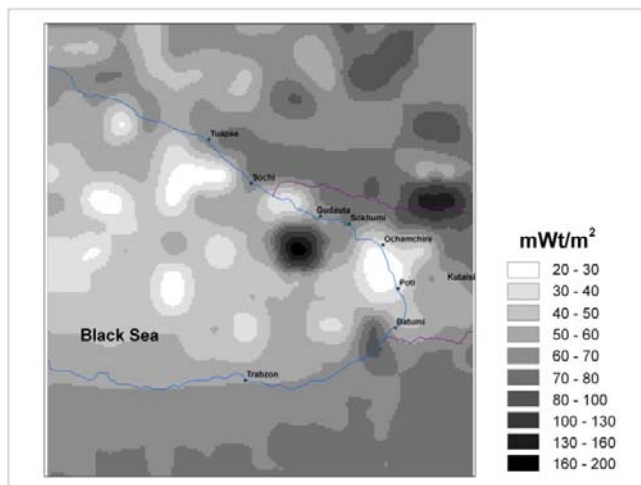 Tuapse
Sochi
Gudauta
Sokhumi
Ochamchire
Kutaisi
Poti
Batumi
Black Sea
Trabzon
mWt/m²
20 - 30
30 - 40
40 - 50
50 - 60
60 - 70
70 - 80
80 - 100
100 - 130
130 - 160
160 - 200